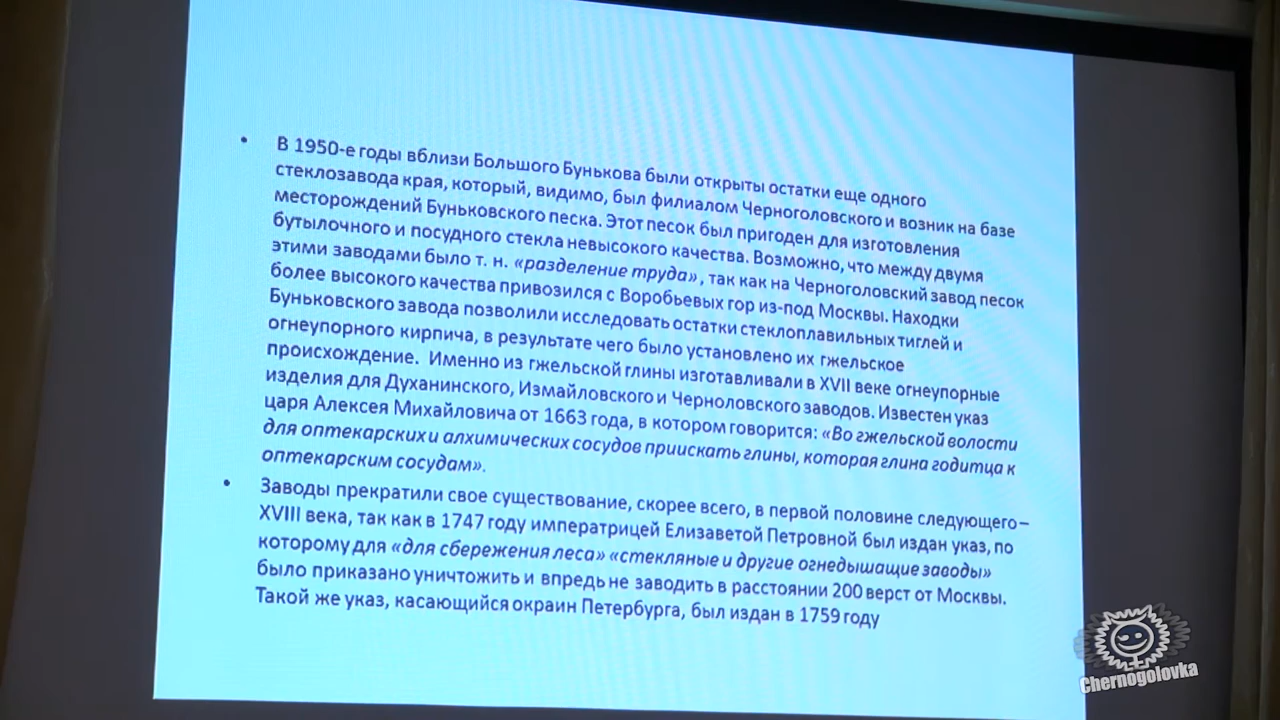 • В 1950-е годы вблизи Большого Бунькова были открыты остатки еще одного
стеклозавода края, который, видимо, был филиалом Черноголовского и возник на базе
месторождений Буньковского песка. Этот песок был пригоден для изготовления
бутылочного и посудного стекла невысокого качества. Возможно, что между двумя
этими заводами было т. н. «разделение труда», так как на Черноголовский завод песок
более высокого качества привозился с Воробьевых гор из-под Москвы. Находки
Буньковского завода позволили исследовать остатки стеклоплавильных тиглей и
огнеупорного кирпича, в результате чего было установлено их гжельское
происхождение. Именно из гжельской глины изготавливали в XVII веке огнеупорные
изделия для Духанинского, Измайловского и Черноловского заводов. Известен указ
царя Алексея Михайловича от 1663 года, в котором говорится: «Во гжельской волости
для оптекарских и алхимических сосудов приискать глины, которая глина годитца к
оптекарским сосудам».
• Заводы прекратили свое существование, скорее всего, в первой половине следующего –
XVIII века, так как в 1747 году императрицей Елизаветой Петровной был издан указ, по
которому для «для сбережения леса» «стекляные и другие огнедышащие заводы»
было приказано уничтожить и впредь не заводить в расстоянии 200 верст от Москвы.
Такой же указ, касающийся окраин Петербурга, был издан в 1759 году
Chernogolovka